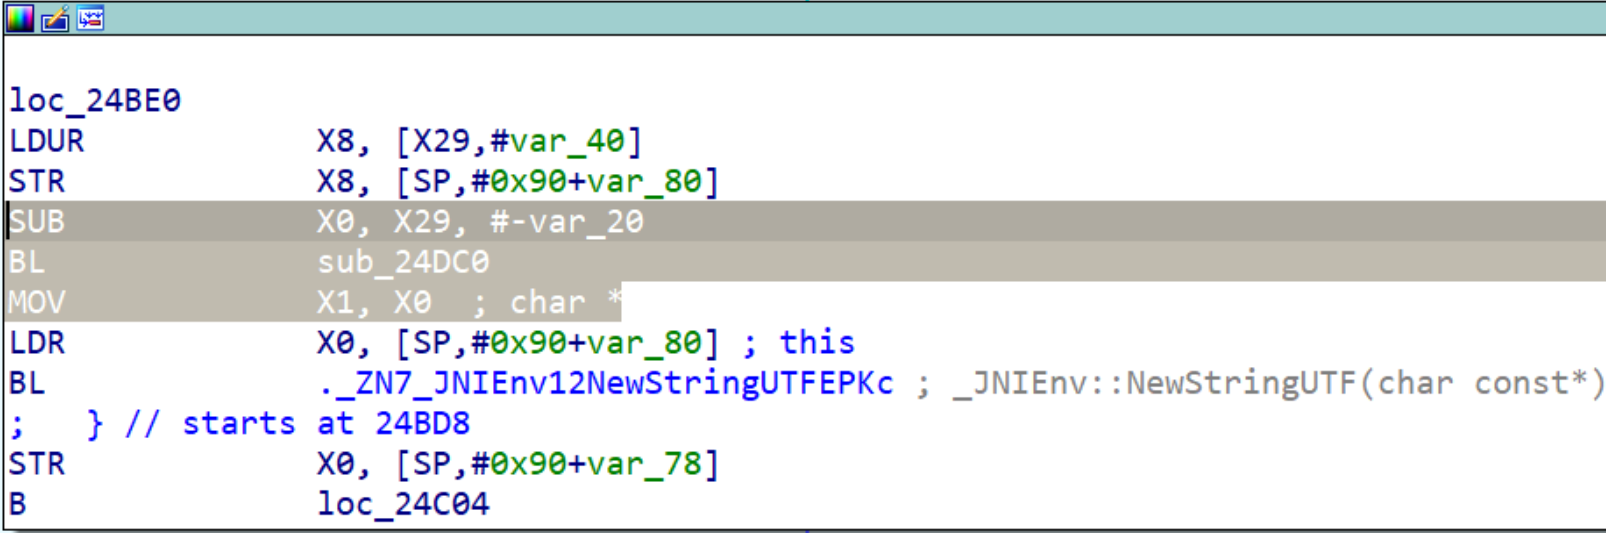 loc_24BE0
LDUR X8, [X29,#var_40]
STR X8, [SP,#0x90+var_80]
SUB X0, X29, #-var_20
BL sub_24DC0
MOV X1, X0 ; char *
LDR X0, [SP,#0x90+var_80] ; this
BL ._ZN7_JNIEnv12NewStringUTFEPKc ; _JNIEnv::NewStringUTF(char const*)
; } // starts at 24BD8
STR X0, [SP,#0x90+var_78]
B loc_24C04